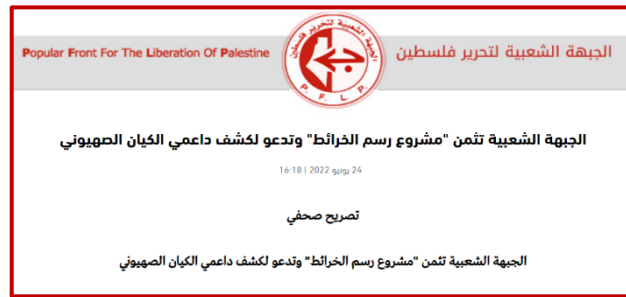 Popular Front For The Liberation Of Palestine
الجبهة الشعبية لتحرير فلسطين
P. F. L. P.
الجبهة الشعبية تثمن "مشروع رسم الخرائط" وتدعو لكشف داعمي الكيان الصهيوني
24 يونيو 2022 | 16:18
تصريح صحفي
الجبهة الشعبية تثمن "مشروع رسم الخرائط" وتدعو لكشف داعمي الكيان الصهيوني